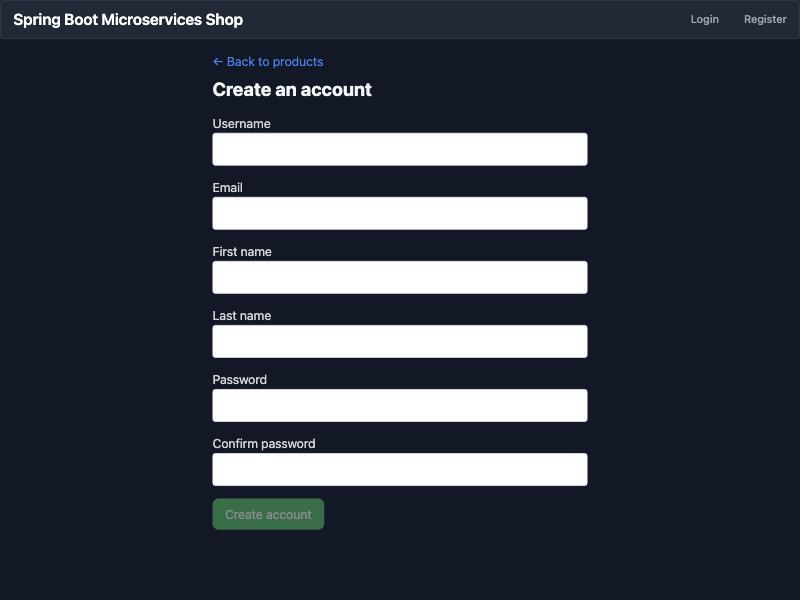 Spring Boot Microservices Shop
Login Register
← Back to products
Create an account
Username
Email
First name
Last name
Password
Confirm password
Create account